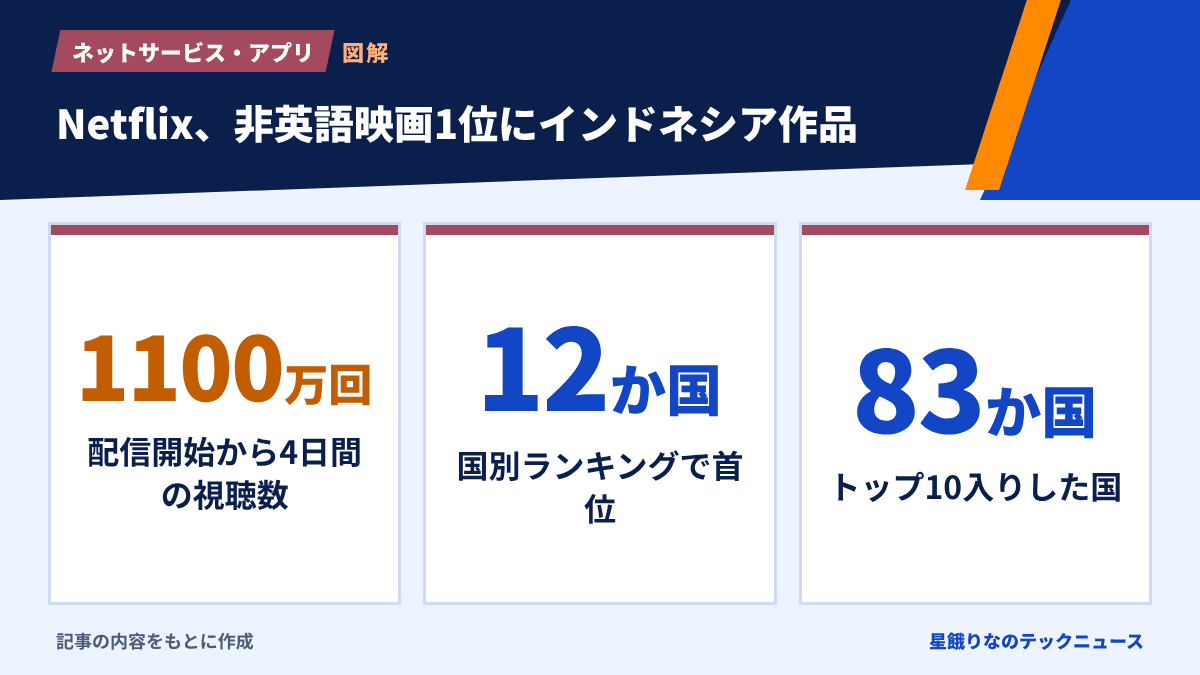 ネットサービス・アプリ 図解
Netflix、非英語映画1位にインドネシア作品
1100万回
配信開始から4日間
の視聴数
12か国
国別ランキングで首
位
83か国
トップ10入りした国
記事の内容をもとに作成
星餓りなのテックニュース